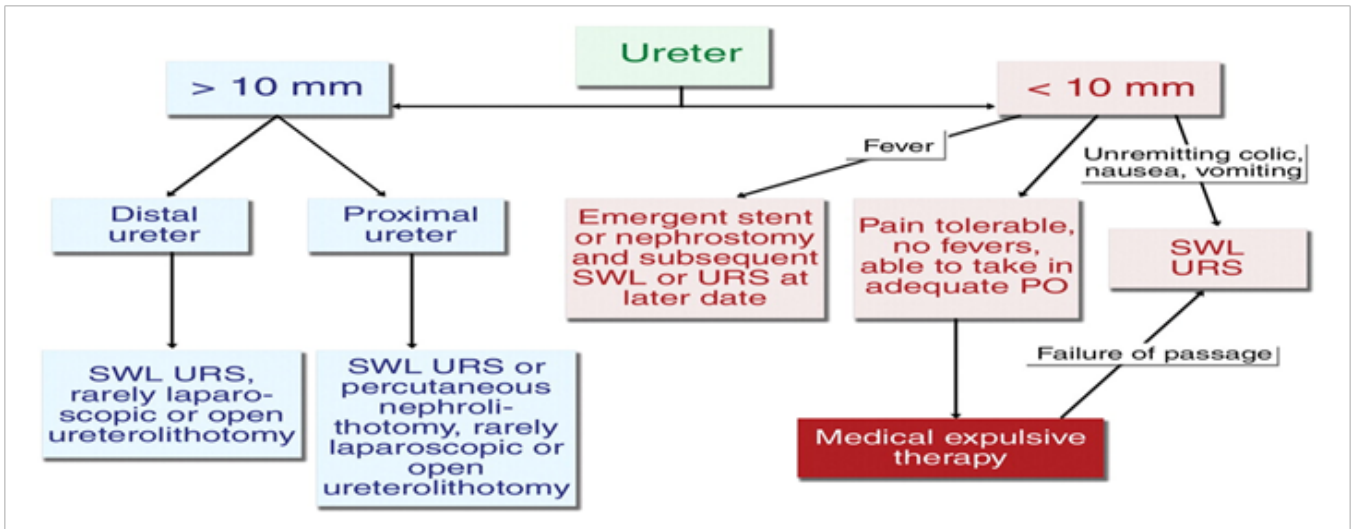 Ureter
> 10 mm
< 10 mm
Fever
Unremitting colic,
nausea, vomiting
Distal
ureter
Proximal
ureter
Emergent stent
or nephrostomy
and subsequent
SWL or URS at
later date
Pain tolerable,
no fevers,
able to take in
adequate PO
SWL
URS
Failure of passage
SWL URS,
rarely laparo-
scopic or open
ureterolithotomy
SWL URS or
percutaneous
nephroli-
thotomy, rarely
laparoscopic or
open
ureterolithotomy
Medical expulsive
therapy